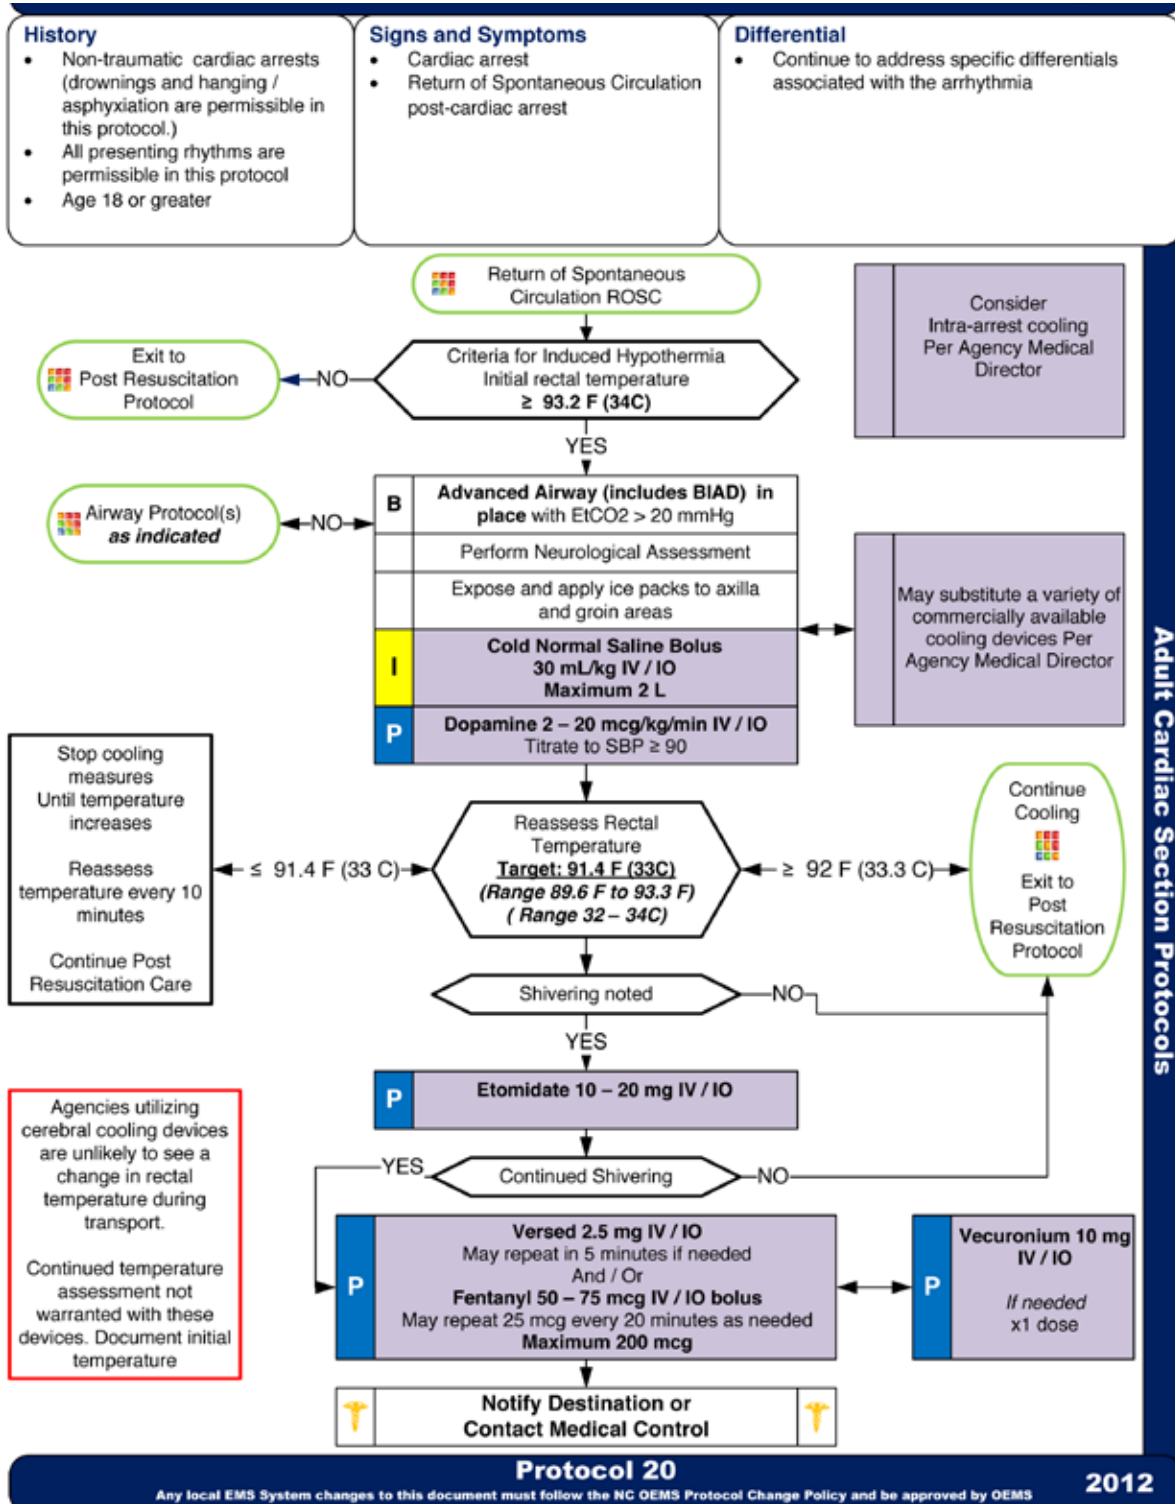 History
• Non-traumatic cardiac arrests
(drownings and hanging /
asphyxiation are permissible in
this protocol.)
• All presenting rhythms are
permissible in this protocol
• Age 18 or greater
Signs and Symptoms
• Cardiac arrest
• Return of Spontaneous Circulation
post-cardiac arrest
Differential
• Continue to address specific differentials
associated with the arrhythmia
Return of Spontaneous
Circulation ROSC
Consider
Intra-arrest cooling
Per Agency Medical
Director
Exit to
Post Resuscitation
Protocol
NO
Criteria for Induced Hypothermia
Initial rectal temperature
≥ 93.2 F (34C)
YES
Airway Protocol(s)
as indicated
NO
B
Advanced Airway (includes BIAD) in
place with EtCO2 > 20 mmHg
Perform Neurological Assessment
Expose and apply ice packs to axilla
and groin areas
I
Cold Normal Saline Bolus
30 mL/kg IV / IO
Maximum 2 L
P
Dopamine 2 – 20 mcg/kg/min IV / IO
Titrate to SBP ≥ 90
May substitute a variety of
commercially available
cooling devices Per
Agency Medical Director
Stop cooling
measures
Until temperature
increases
Reassess
temperature every 10
minutes
Continue Post
Resuscitation Care
≤ 91.4 F (33 C)
Reassess Rectal
Temperature
Target: 91.4 F (33C)
(Range 89.6 F to 93.3 F)
( Range 32 – 34C)
≥ 92 F (33.3 C)
Continue
Cooling
Exit to
Post
Resuscitation
Protocol
Shivering noted
NO
YES
P
Etomidate 10 – 20 mg IV / IO
Agencies utilizing
cerebral cooling devices
are unlikely to see a
change in rectal
temperature during
transport.
Continued temperature
assessment not
warranted with these
devices. Document initial
temperature
YES
Continued Shivering
NO
P
Versed 2.5 mg IV / IO
May repeat in 5 minutes if needed
And / Or
Fentanyl 50 – 75 mcg IV / IO bolus
May repeat 25 mcg every 20 minutes as needed
Maximum 200 mcg
P
Vecuronium 10 mg
IV / IO
If needed
x1 dose
Notify Destination or
Contact Medical Control
Adult Cardiac Section Protocols
Protocol 20
Any local EMS System changes to this document must follow the NC OEMS Protocol Change Policy and be approved by OEMS
2012